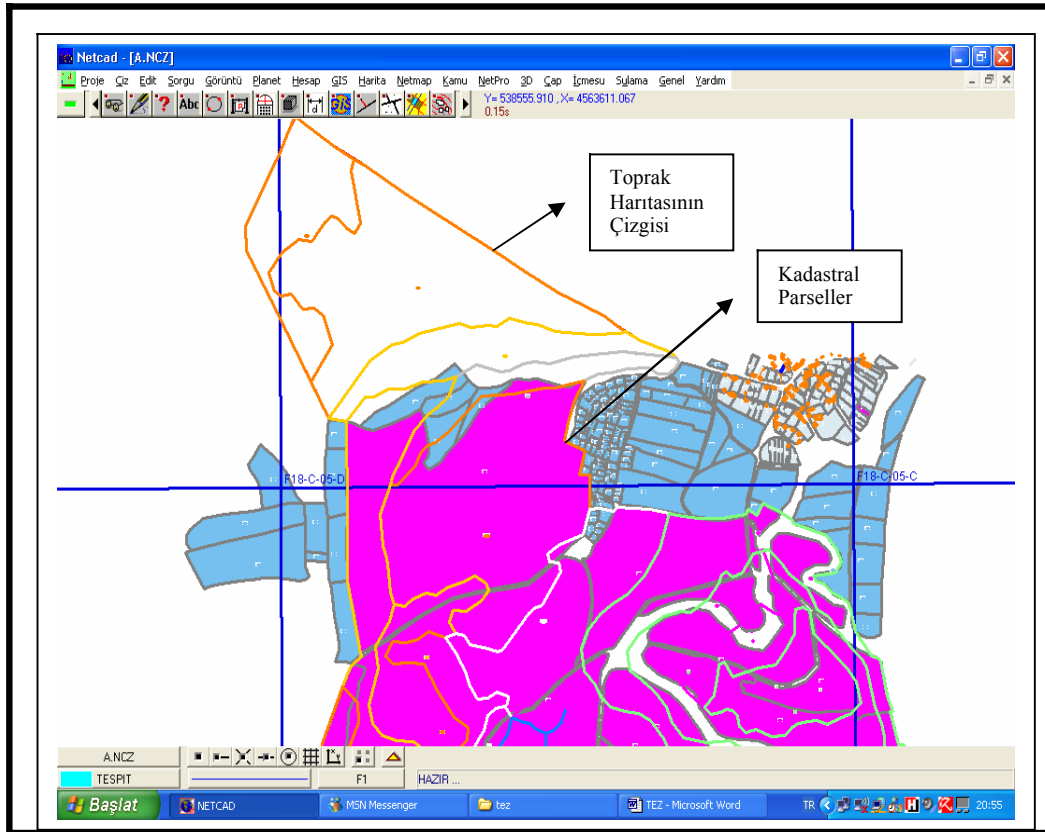 Netcad - [A.NCZ]
Proje Çiz Edit Sorgu Görüntü Planet Hesap GIS Harita Netmap Kamu NetPro 3D Çap İçmesu Sulama Genel Yardım
Abc GİS Y= 538555.910 , X= 4563611.067
0.15s
Toprak
Harıtasının
Çizgisi
Kadastral
Parseller
F18-C-05-D
F18-C-05-C
A.NCZ
TESPIT F1 HAZIR ...
Başlat NETCAD MSN Messenger tez TEZ - Microsoft Word TR 20:55